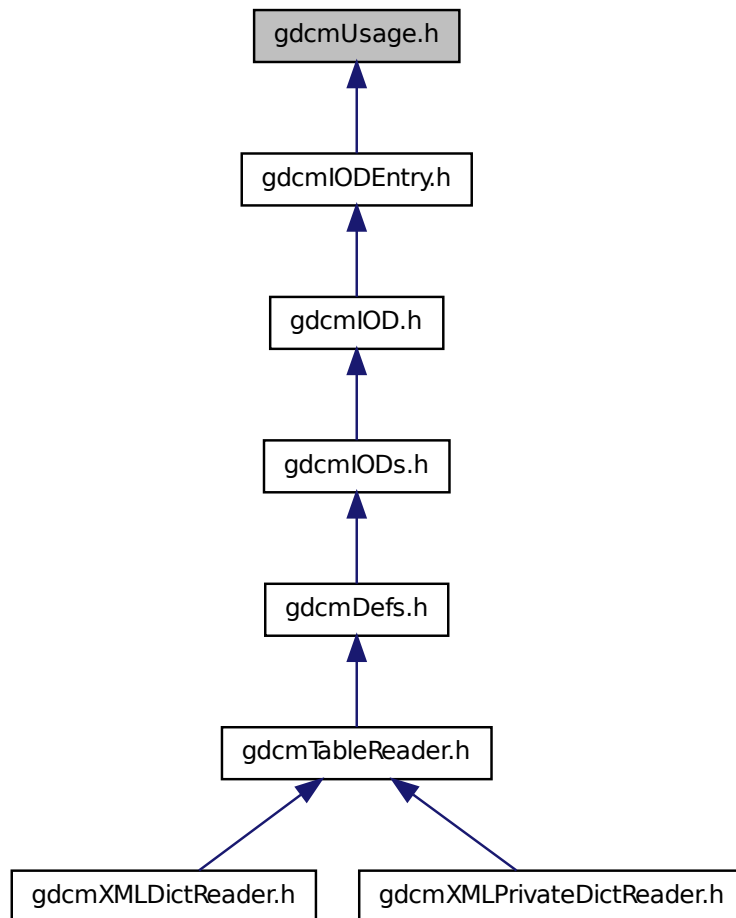 gdcmUsage.h
gdcmIODEntry.h
gdcmIOD.h
gdcmIODs.h
gdcmDefs.h
gdcmTableReader.h
gdcmXMLDictReader.h
gdcmXMLPrivateDictReader.h